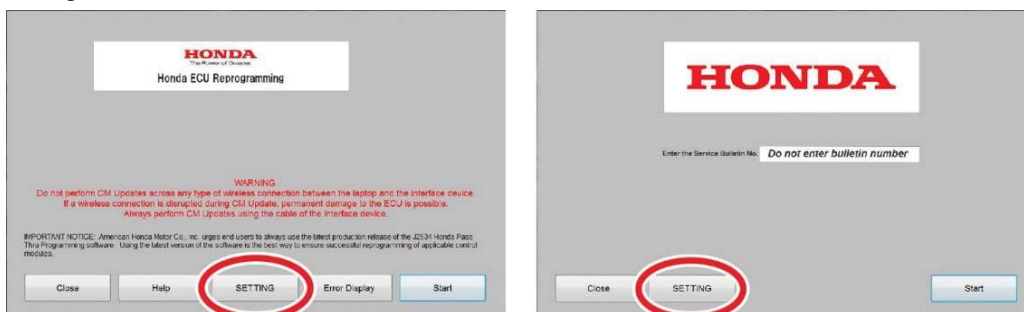 HONDA
The Power of Dreams
Honda ECU Reprogramming
WARNING
Do not perform CM Updates across any type of wireless connection between the laptop and the interface device.
If a wireless connection is disrupted during CM Update, permanent damage to the ECU is possible.
Always perform CM Updates using the cable of the interface device.
IMPORTANT NOTICE: American Honda Motor Co., Inc. urges end users to always use the latest production release of the J2534 Honda Pass
Thru Programming software. Using the latest version of the software is the best way to ensure successful reprogramming of applicable control
modules.
Close Help SETTING Error Display Start
HONDA
Enter the Service Bulletin No. Do not enter bulletin number
Close SETTING Start